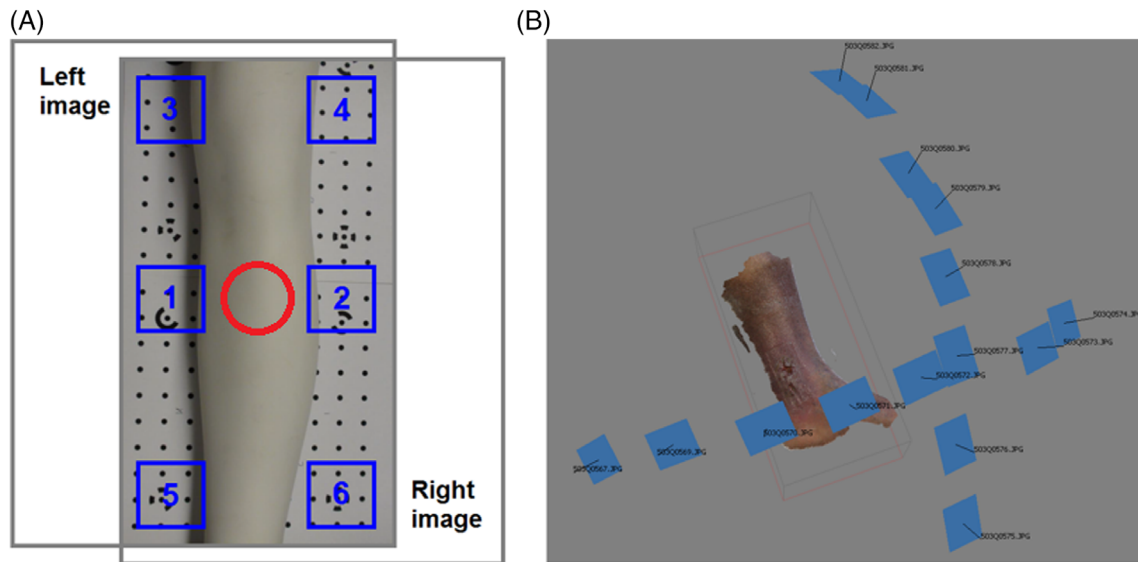 (A)
(B)
Left
image
3
4
1
2
5
6
Right
image
503Q0582.JPG
503Q0581.JPG
503Q0580.JPG
503Q0579.JPG
503Q0578.JPG
503Q0574.JPG
503Q0573.JPG
503Q0577.JPG
503Q0572.JPG
503Q0571.JPG
503Q0570.JPG
503Q0569.JPG
503Q0567.JPG
503Q0576.JPG
503Q0575.JPG